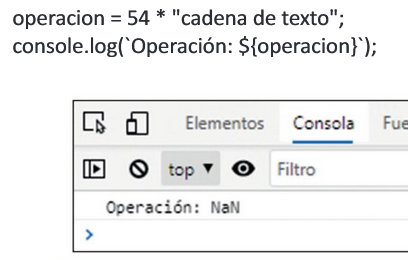 operacion = 54 * "cadena de texto";
console.log(`Operación: ${operacion}`);
Elementos Consola Fue
top ▼ Filtro
Operación: NaN
>